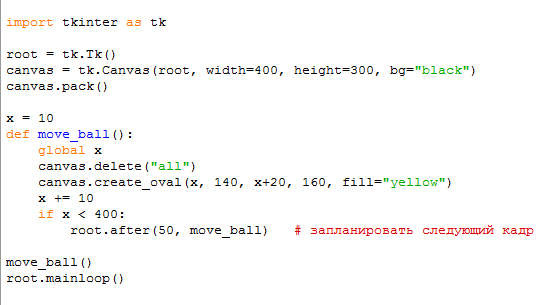 import tkinter as tk

root = tk.Tk()
canvas = tk.Canvas(root, width=400, height=300, bg="black")
canvas.pack()

x = 10
def move_ball():
    global x
    canvas.delete("all")
    canvas.create_oval(x, 140, x+20, 160, fill="yellow")
    x += 10
    if x < 400:
        root.after(50, move_ball)   # запланировать следующий кадр

move_ball()
root.mainloop()